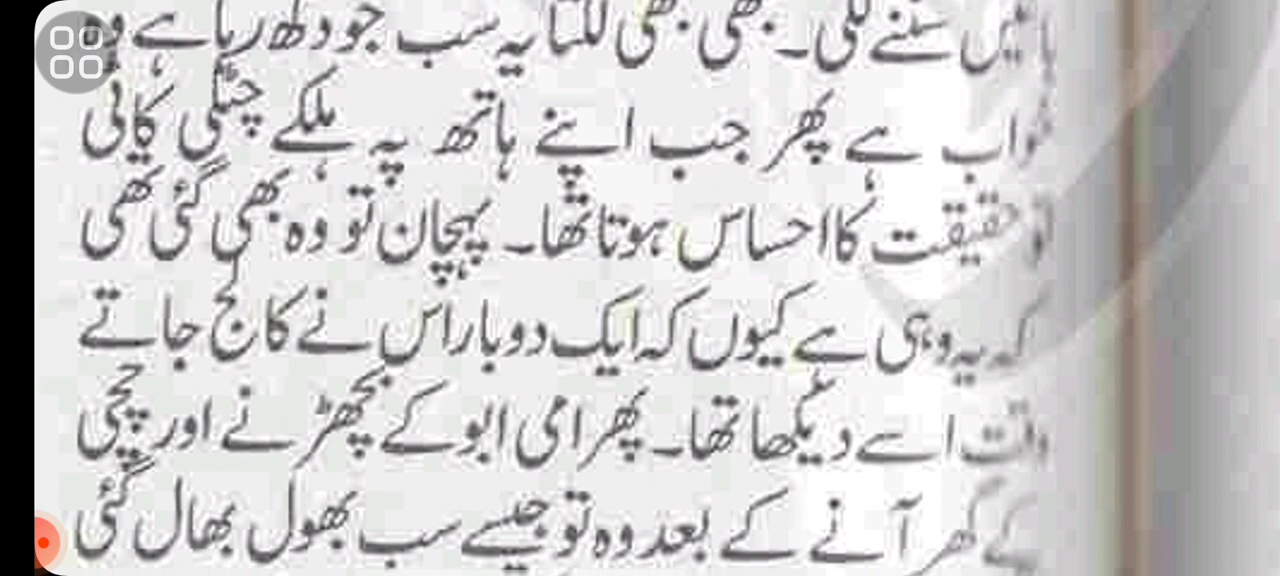 باتیں سننے لگی۔ کبھی کبھی لگتا یہ سب جو دکھ رہا ہے وہ
خواب ہے پھر جب اپنے ہاتھ پہ ہلکے چٹکی کاٹی
تو حقیقت کا احساس ہوتا تھا۔ پہچان تو وہ بھی گئی تھی
کہ یہ وہی ہے کیوں کہ ایک دو بار اس نے کالج جاتے
وقت اسے دیکھا تھا۔ پھر امی ابو کے بچھڑنے اور چچی
کے گھر آنے کے بعد وہ تو جیسے سب بھول بھال گئی